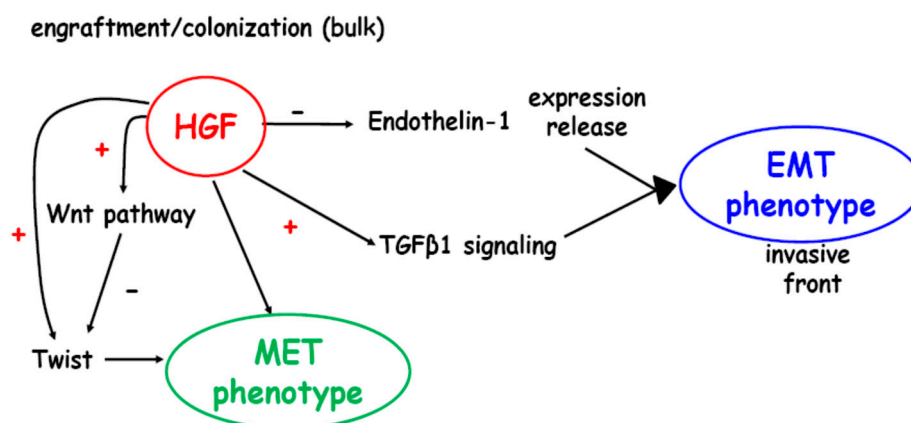 engraftment/colonization (bulk)
HGF
-
Endothelin-1
expression
release
+
EMT
phenotype
Wnt pathway
+
+
TGFβ1 signaling
invasive
front
-
Twist
MET
phenotype